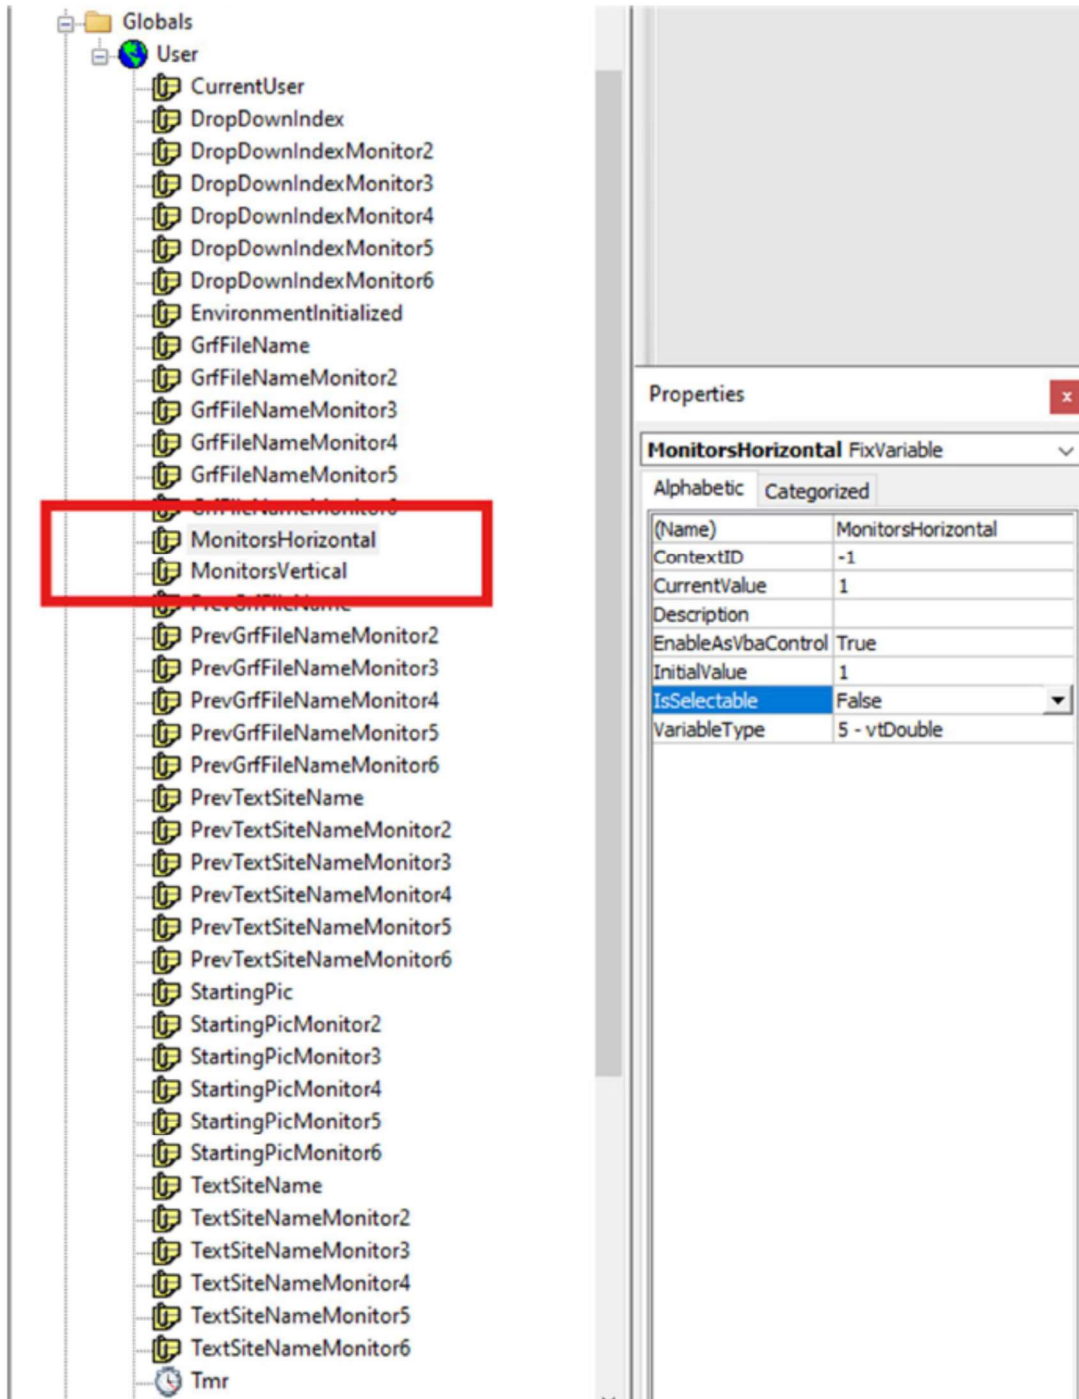 Globals
User
CurrentUser
DropDownIndex
DropDownIndexMonitor2
DropDownIndexMonitor3
DropDownIndexMonitor4
DropDownIndexMonitor5
DropDownIndexMonitor6
EnvironmentInitialized
GrfFileName
GrfFileNameMonitor2
GrfFileNameMonitor3
GrfFileNameMonitor4
GrfFileNameMonitor5
GrfFileNameMonitor6
MonitorsHorizontal
MonitorsVertical
PrevGrfFileName
PrevGrfFileNameMonitor2
PrevGrfFileNameMonitor3
PrevGrfFileNameMonitor4
PrevGrfFileNameMonitor5
PrevGrfFileNameMonitor6
PrevTextSiteName
PrevTextSiteNameMonitor2
PrevTextSiteNameMonitor3
PrevTextSiteNameMonitor4
PrevTextSiteNameMonitor5
PrevTextSiteNameMonitor6
StartingPic
StartingPicMonitor2
StartingPicMonitor3
StartingPicMonitor4
StartingPicMonitor5
StartingPicMonitor6
TextSiteName
TextSiteNameMonitor2
TextSiteNameMonitor3
TextSiteNameMonitor4
TextSiteNameMonitor5
TextSiteNameMonitor6
Tmr
Properties
MonitorsHorizontal FixVariable
Alphabetic Categorized
(Name) MonitorsHorizontal
ContextID -1
CurrentValue 1
Description
EnableAsVbaControl True
InitialValue 1
IsSelectable False
VariableType 5 - vtDouble